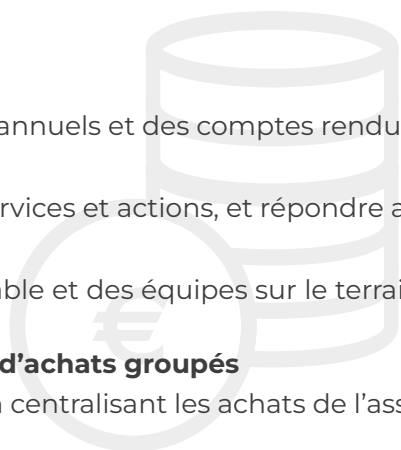 annuels et des comptes rendu
rvices et actions, et répondre a
ble et des équipes sur le terrai
d’achats groupés
centralisant les achats de l’ass
€